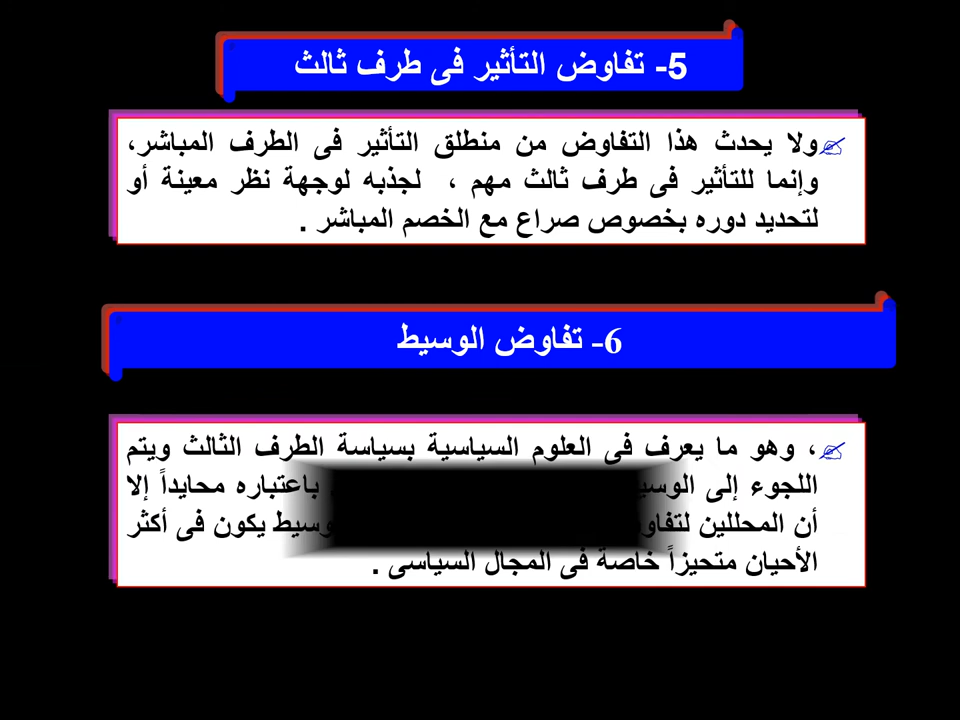 5- تفاوض التأثير فى طرف ثالث
ولا يحدث هذا التفاوض من منطلق التأثير فى الطرف المباشر،
وإنما للتأثير فى طرف ثالث مهم ، لجذبه لوجهة نظر معينة أو
لتحديد دوره بخصوص صراع مع الخصم المباشر .
6- تفاوض الوسيط
، وهو ما يعرف فى العلوم السياسية بسياسة الطرف الثالث ويتم
اللجوء إلى باعتباره محايداً إلا
أن المحللين يكون فى أكثر
الأحيان متحيزاً خاصة فى المجال السياسى .